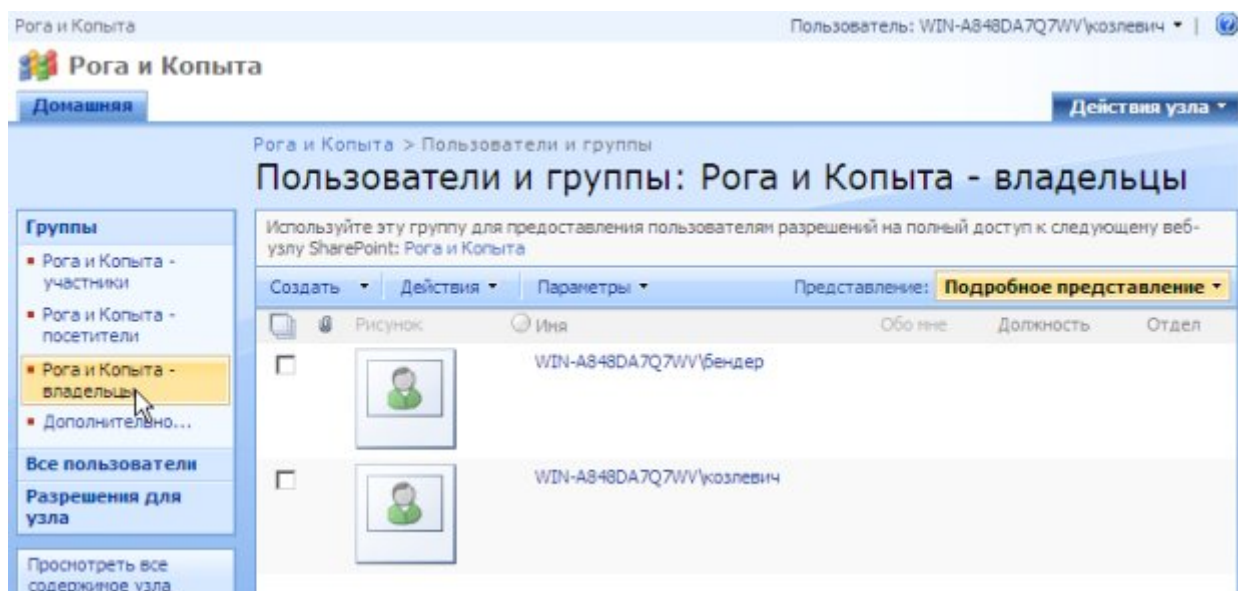 Рога и Копыта
Пользователь: WIN-A848DA7Q7WV\козлевич
Рога и Копыта
Домашняя
Действия узла
Рога и Копыта > Пользователи и группы
Пользователи и группы: Рога и Копыта - владельцы
Группы
Рога и Копыта -
участники
Рога и Копыта -
посетители
Рога и Копыта -
владельцы
Дополнительно...
Все пользователи
Разрешения для
узла
Просмотреть все
содержимое узла
Используйте эту группу для предоставления пользователям разрешений на полный доступ к следующему веб-
узлу SharePoint: Рога и Копыта
Создать Действия Параметры Представление: Подробное представление
Рисунок Имя Обо мне Должность Отдел
WIN-A848DA7Q7WV\бендер
WIN-A848DA7Q7WV\козлевич